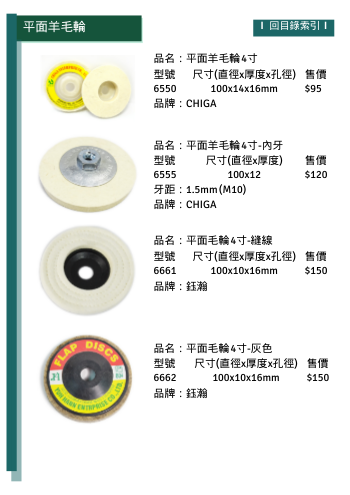 平面羊毛輪
回目錄索引
品名：平面羊毛輪4寸
型號 尺寸(直徑x厚度x孔徑) 售價
6550 100x14x16mm $95
品牌：CHIGA
品名：平面羊毛輪4寸-內牙
型號 尺寸(直徑x厚度) 售價
6555 100x12 $120
牙距：1.5mm(M10)
品牌：CHIGA
品名：平面毛輪4寸-縫線
型號 尺寸(直徑x厚度x孔徑) 售價
6661 100x10x16mm $150
品牌：鈺瀚
品名：平面毛輪4寸-灰色
型號 尺寸(直徑x厚度x孔徑) 售價
6662 100x10x16mm $150
品牌：鈺瀚
FLAP DISCS